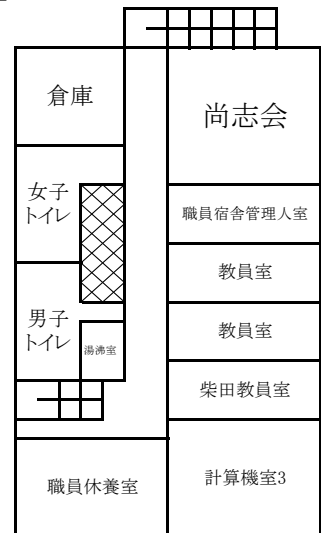 倉庫
尚志会
女子
トイレ
職員宿舎管理人室
教員室
男子
トイレ
湯沸室
教員室
柴田教員室
職員休養室
計算機室3